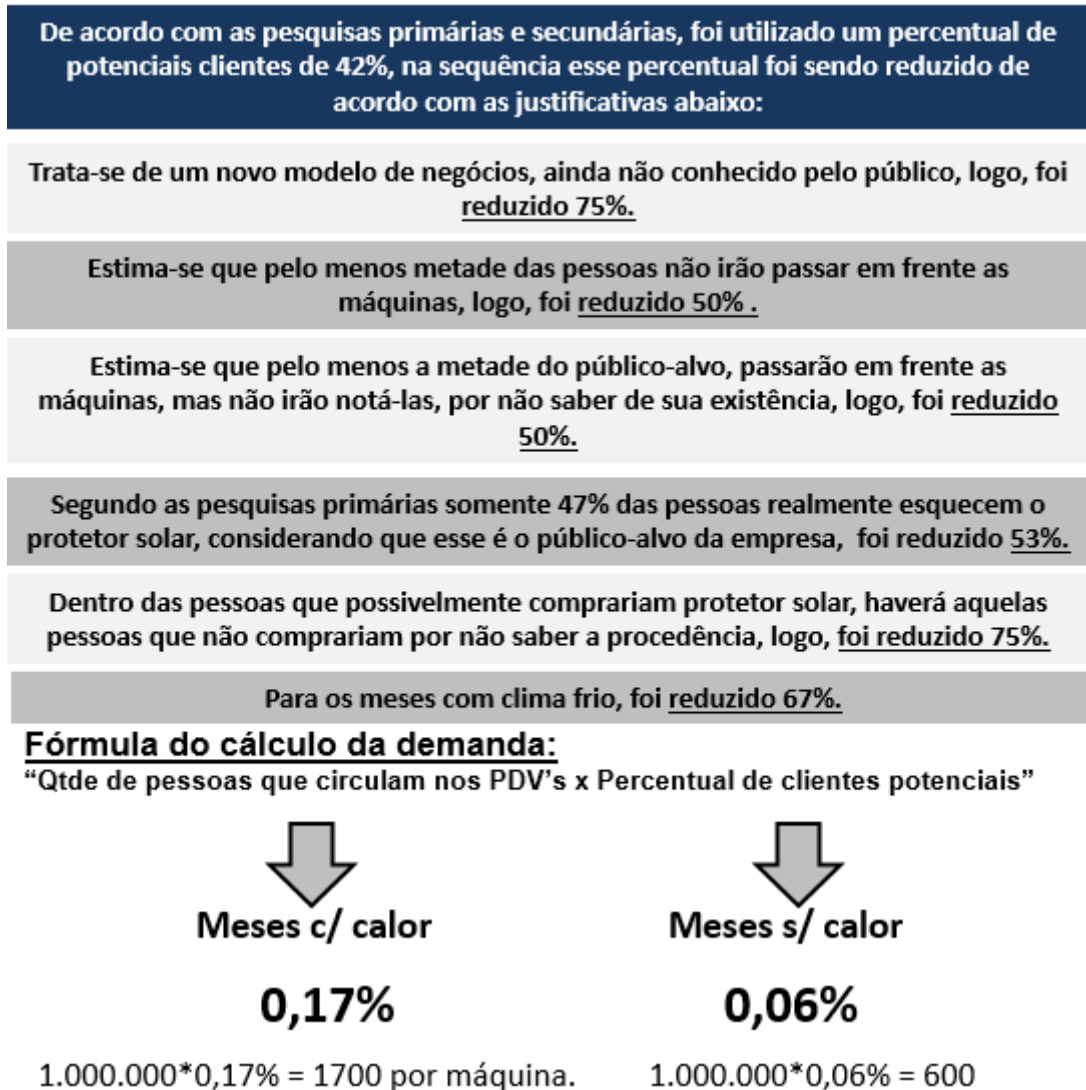 De acordo com as pesquisas primárias e secundárias, foi utilizado um percentual de
potenciais clientes de 42%, na sequência esse percentual foi sendo reduzido de
acordo com as justificativas abaixo:
Trata-se de um novo modelo de negócios, ainda não conhecido pelo público, logo, foi
reduzido 75%.
Estima-se que pelo menos metade das pessoas não irão passar em frente as
máquinas, logo, foi reduzido 50% .
Estima-se que pelo menos a metade do público-alvo, passarão em frente as
máquinas, mas não irão notá-las, por não saber de sua existência, logo, foi reduzido
50%.
Segundo as pesquisas primárias somente 47% das pessoas realmente esquecem o
protetor solar, considerando que esse é o público-alvo da empresa, foi reduzido 53%.
Dentro das pessoas que possivelmente comprariam protetor solar, haverá aquelas
pessoas que não comprariam por não saber a procedência, logo, foi reduzido 75%.
Para os meses com clima frio, foi reduzido 67%.
Fórmula do cálculo da demanda:
“Qtde de pessoas que circulam nos PDV’s x Percentual de clientes potenciais”
Meses c/ calor
Meses s/ calor
0,17%
0,06%
1.000.000*0,17% = 1700 por máquina.
1.000.000*0,06% = 600